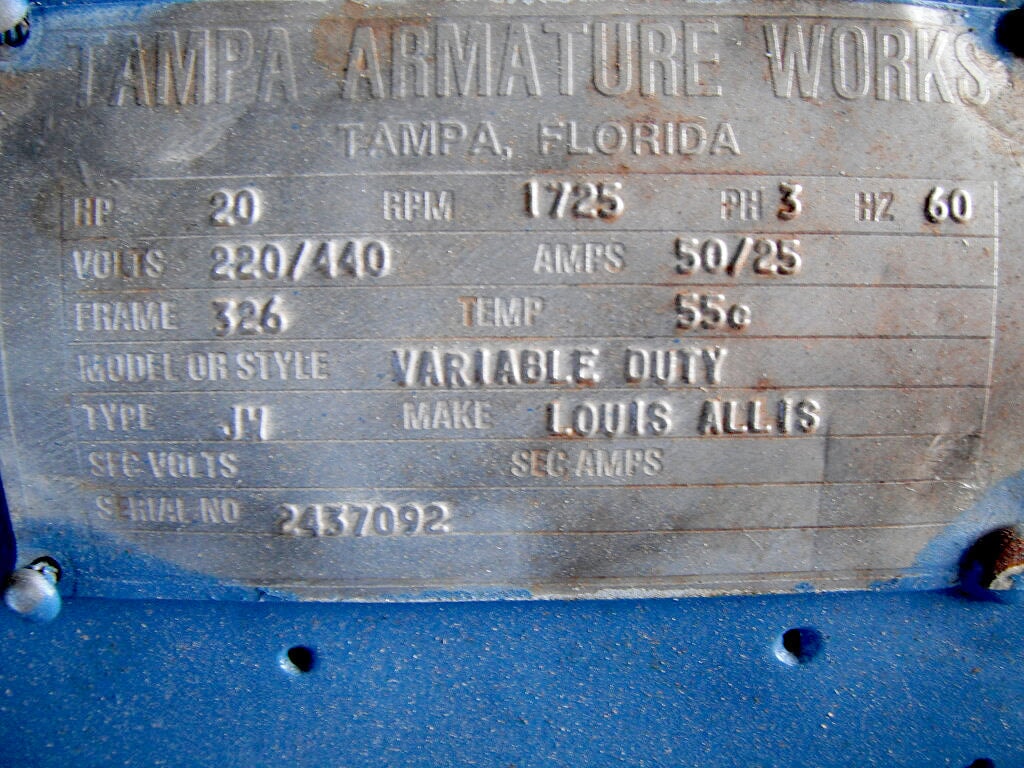 TAMPA ARMATURE WORKS
TAMPA, FLORIDA
HP 20 RPM 1725 PH 3 HZ 60
VOLTS 220/440 AMPS 50/25
FRAME 326 TEMP 55c
MODEL OR STYLE VARIABLE DUTY
TYPE MAKE LOUIS ALLIS
SEC VOLTS SEC AMPS
SERIAL NO 2437092